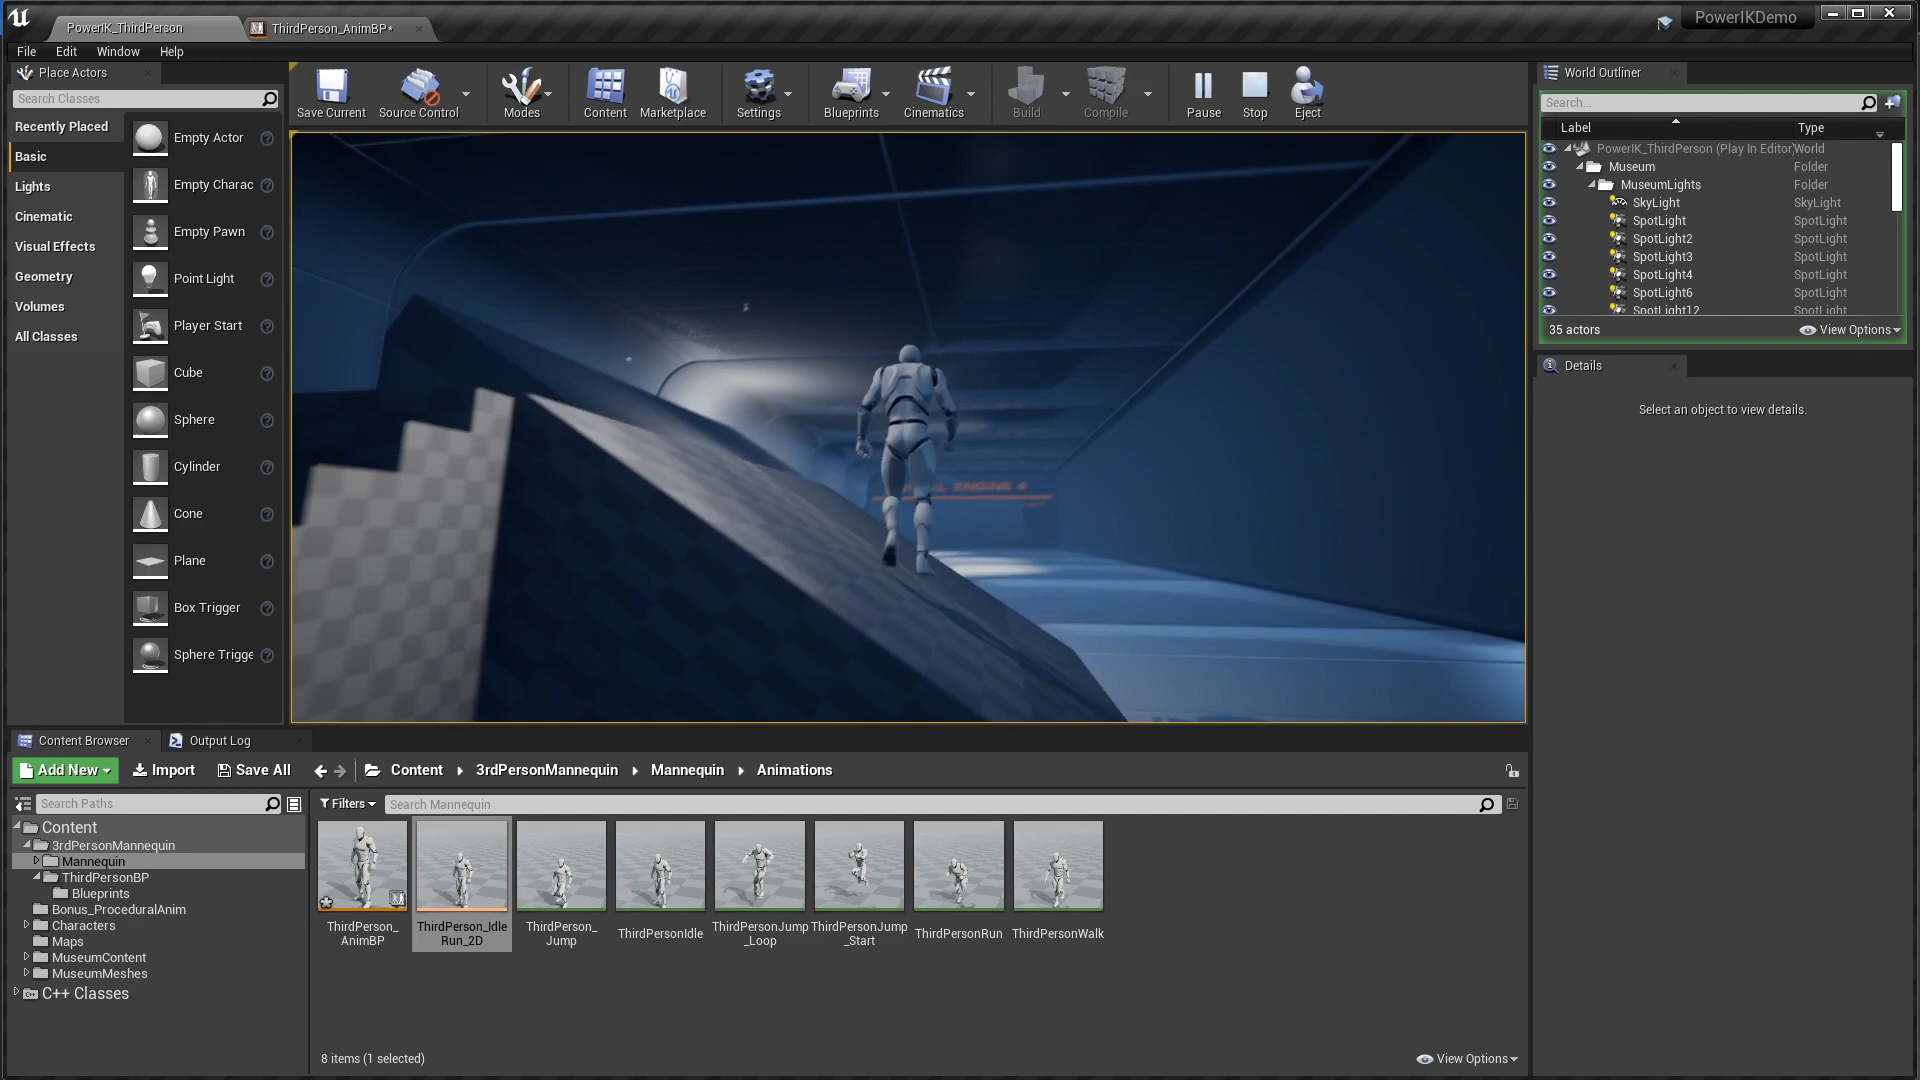 PowerIK_ThirdPerson
ThirdPerson_AnimBP*
PowerIKDemo
File Edit Window Help
Place Actors
Search Classes
Recently Placed
Basic
Lights
Cinematic
Visual Effects
Geometry
Volumes
All Classes
Empty Actor
Empty Charac
Empty Pawn
Point Light
Player Start
Cube
Sphere
Cylinder
Cone
Plane
Box Trigger
Sphere Trigge
Save Current
Source Control
Modes
Content
Marketplace
Settings
Blueprints
Cinematics
Build
Compile
Pause
Stop
Eject
ENGINE 4
World Outliner
Search...
Label Type
PowerIK_ThirdPerson (Play In Editor) World
Museum Folder
MuseumLights Folder
SkyLight SkyLight
SpotLight SpotLight
SpotLight2 SpotLight
SpotLight3 SpotLight
SpotLight4 SpotLight
SpotLight6 SpotLight
SpotLight12 SpotLight
35 actors
View Options
Details
Select an object to view details.
Content Browser
Output Log
Add New
Import
Save All
Content
3rdPersonMannequin
Mannequin
Animations
Search Paths
Filters
Search Mannequin
Content
3rdPersonMannequin
Mannequin
ThirdPersonBP
Blueprints
Bonus_ProceduralAnim
Characters
Maps
MuseumContent
MuseumMeshes
C++ Classes
ThirdPerson_
AnimBP
ThirdPerson_Idle
Run_2D
ThirdPerson_
Jump
ThirdPersonIdle
ThirdPersonJump
_Loop
ThirdPersonJump
_Start
ThirdPersonRun
ThirdPersonWalk
8 items (1 selected)
View Options